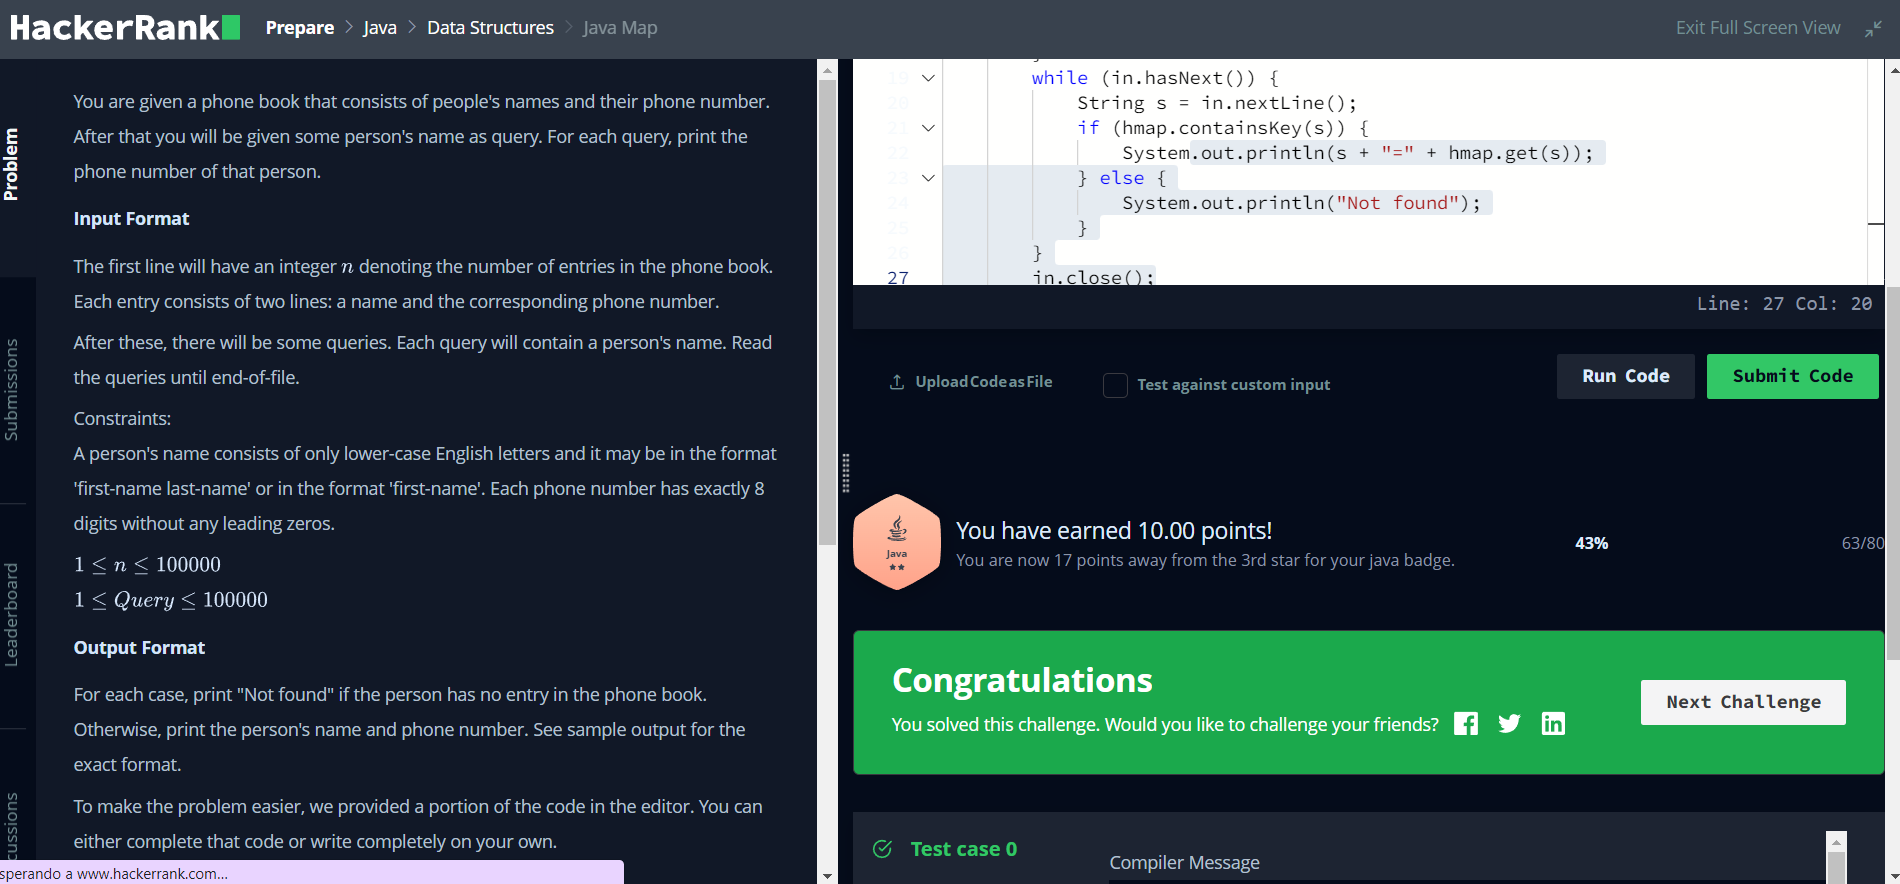 HackerRank Prepare > Java > Data Structures > Java Map
Exit Full Screen View
Problem
Submissions
Leaderboard
cussions
You are given a phone book that consists of people's names and their phone number.
After that you will be given some person's name as query. For each query, print the
phone number of that person.
Input Format
The first line will have an integer n denoting the number of entries in the phone book.
Each entry consists of two lines: a name and the corresponding phone number.
After these, there will be some queries. Each query will contain a person's name. Read
the queries until end-of-file.
Constraints:
A person's name consists of only lower-case English letters and it may be in the format
'first-name last-name' or in the format 'first-name'. Each phone number has exactly 8
digits without any leading zeros.
1 ≤ n ≤ 100000
1 ≤ Query ≤ 100000
Output Format
For each case, print "Not found" if the person has no entry in the phone book.
Otherwise, print the person's name and phone number. See sample output for the
exact format.
To make the problem easier, we provided a portion of the code in the editor. You can
either complete that code or write completely on your own.
sperando a www.hackerrank.com...
19 while (in.hasNext()) {
20 String s = in.nextLine();
21 if (hmap.containsKey(s)) {
22 System.out.println(s + "=" + hmap.get(s));
23 } else {
24 System.out.println("Not found");
25 }
26 }
27 in.close();
Line: 27 Col: 20
Upload Code as File
Test against custom input
Run Code
Submit Code
Java
You have earned 10.00 points!
You are now 17 points away from the 3rd star for your java badge.
43%
63/80
Congratulations
You solved this challenge. Would you like to challenge your friends?
Next Challenge
Test case 0
Compiler Message